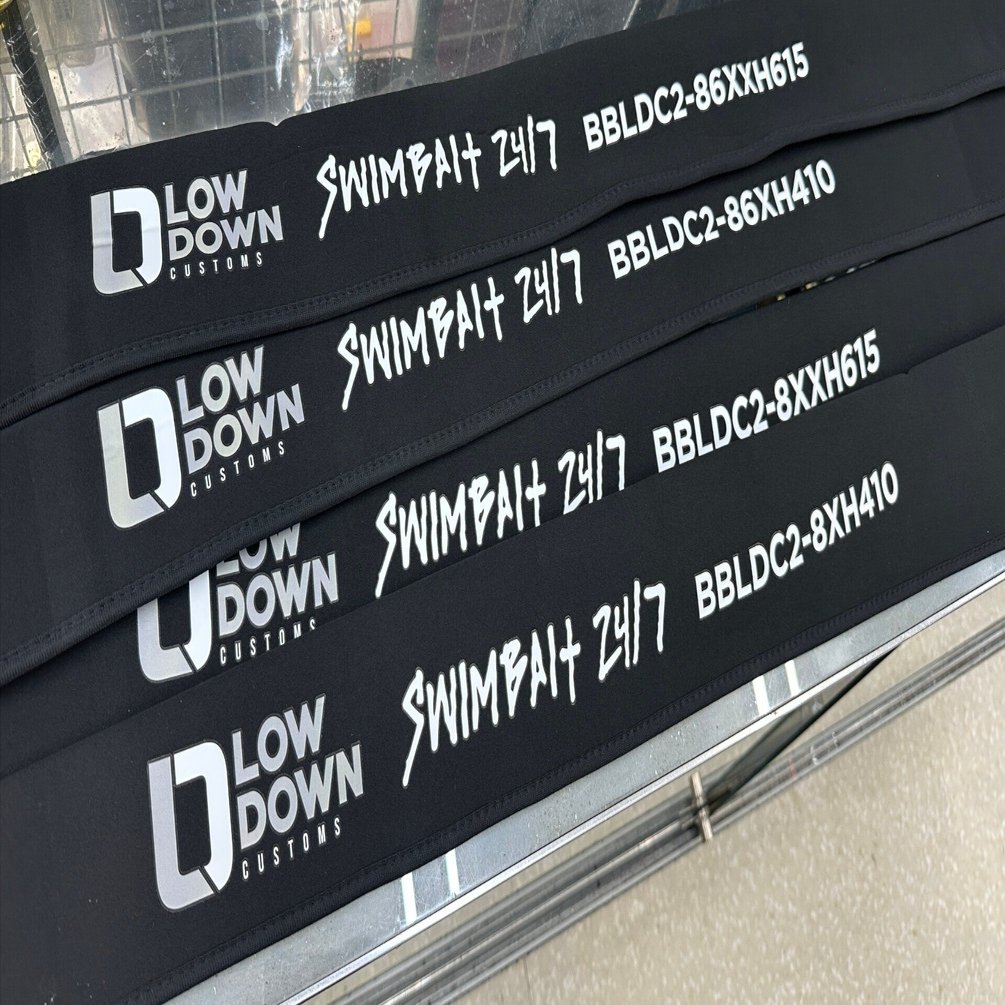 LOW
DOWN
CUSTOMS
SWIMBAIT 24/7
BBLDC2-86XXH615
LOW
DOWN
CUSTOMS
SWIMBAIT 24/7
BBLDC2-86XH410
LOW
DOWN
CUSTOMS
SWIMBAIT 24/7
BBLDC2-8XXH615
LOW
DOWN
CUSTOMS
SWIMBAIT 24/7
BBLDC2-8XH410